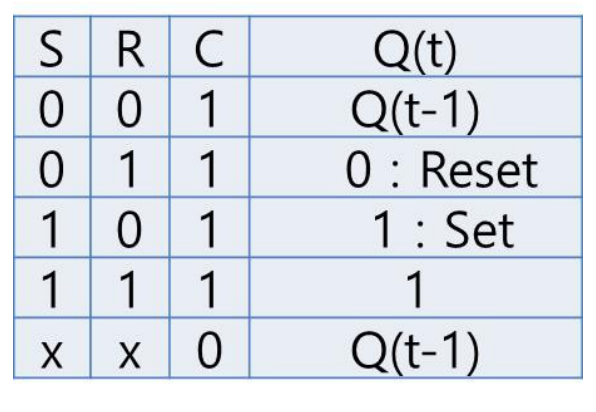 S R C Q(t)
0 0 1 Q(t-1)
0 1 1 0 : Reset
1 0 1 1 : Set
1 1 1 1
x x 0 Q(t-1)